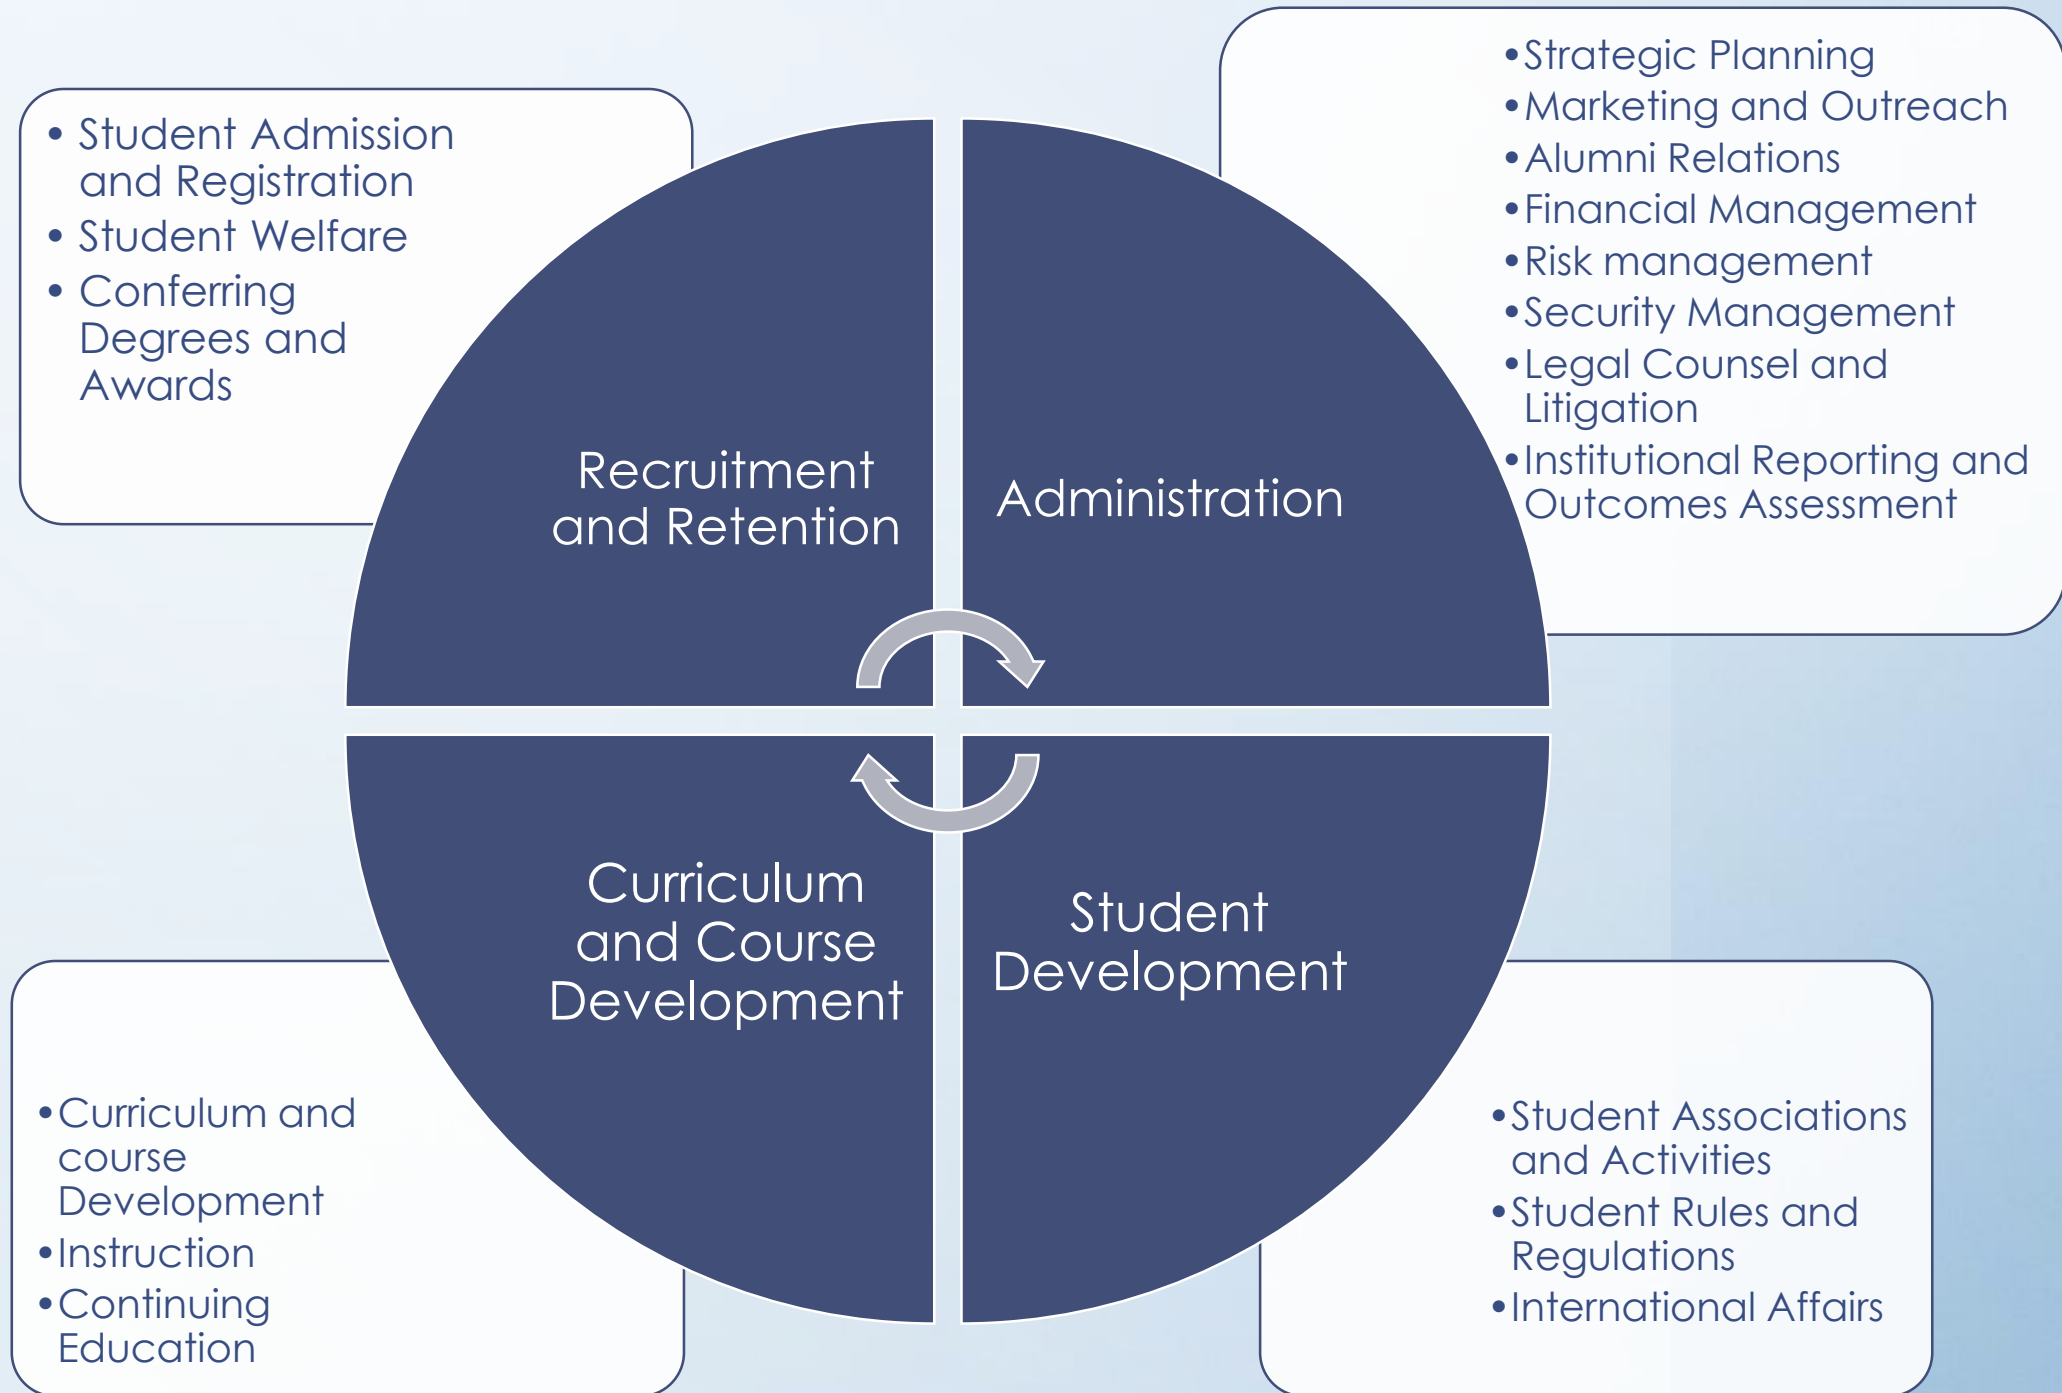 • Student Admission
and Registration
• Student Welfare
• Conferring
Degrees and
Awards
•Strategic Planning
•Marketing and Outreach
•Alumni Relations
•Financial Management
•Risk management
•Security Management
•Legal Counsel and
Litigation
•Institutional Reporting and
Outcomes Assessment
Recruitment
and Retention
Administration
Curriculum
and Course
Development
Student
Development
•Curriculum and
course
Development
•Instruction
•Continuing
Education
•Student Associations
and Activities
•Student Rules and
Regulations
•International Affairs